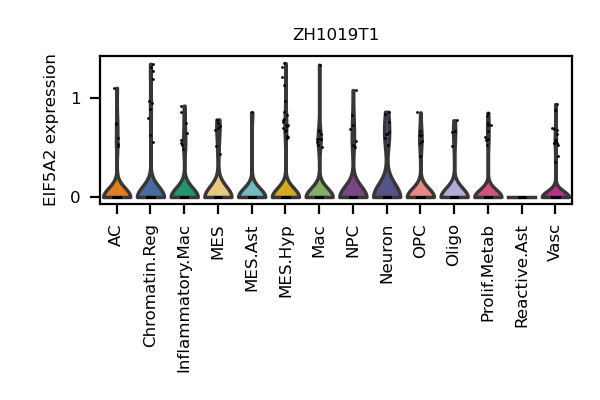 ZH1019T1
EIF5A2 expression
1
0
AC
Chromatin.Reg
Inflammatory.Mac
MES
MES.Ast
MES.Hyp
Mac
NPC
Neuron
OPC
Oligo
Prolif.Metab
Reactive.Ast
Vasc